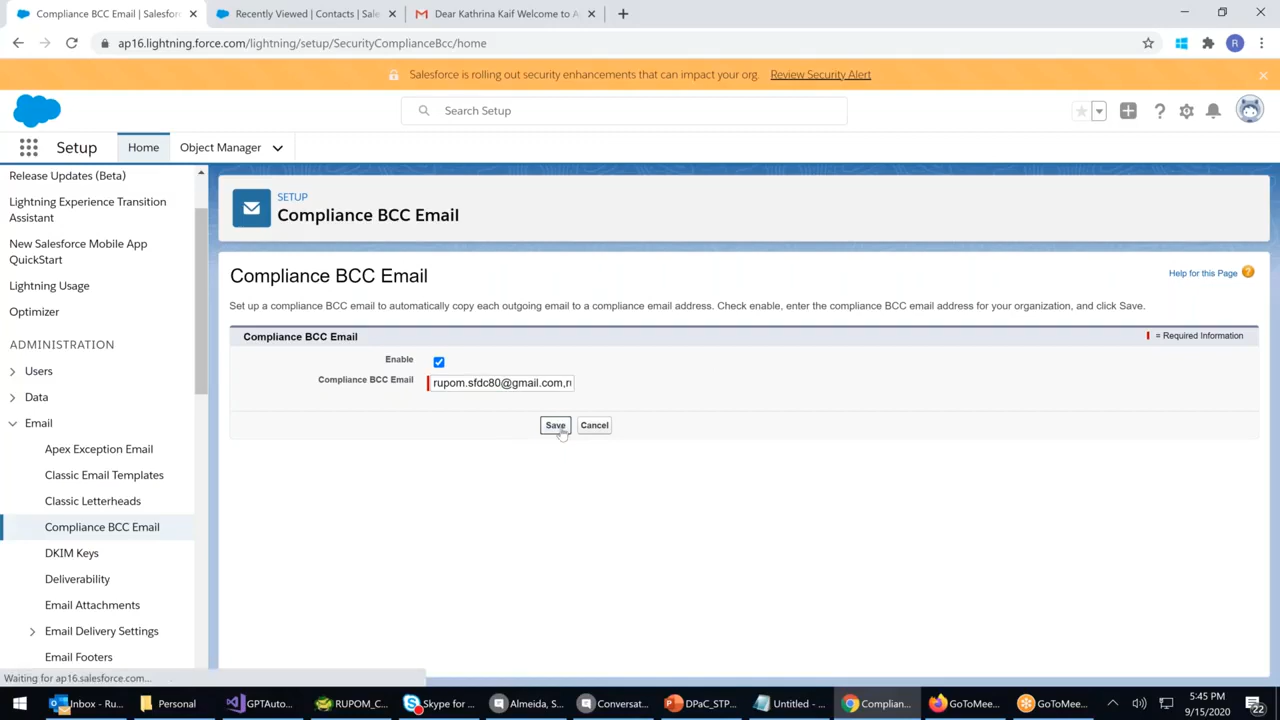 Compliance BCC Email | Salesfor
Recently Viewed | Contacts | Sale
Dear Kathrina Kaif Welcome to A
ap16.lightning.force.com/lightning/setup/SecurityComplianceBcc/home
R
Salesforce is rolling out security enhancements that can impact your org. Review Security Alert
Search Setup
Setup
Home
Object Manager
Release Updates (Beta)
Lightning Experience Transition
Assistant
New Salesforce Mobile App
QuickStart
Lightning Usage
Optimizer
ADMINISTRATION
Users
Data
Email
Apex Exception Email
Classic Email Templates
Classic Letterheads
Compliance BCC Email
DKIM Keys
Deliverability
Email Attachments
Email Delivery Settings
Email Footers
Waiting for ap16.salesforce.com...
SETUP
Compliance BCC Email
Compliance BCC Email
Help for this Page ?
Set up a compliance BCC email to automatically copy each outgoing email to a compliance email address. Check enable, enter the compliance BCC email address for your organization, and click Save.
Compliance BCC Email
= Required Information
Enable
Compliance BCC Email rupom.sfdc80@gmail.com,r
Save Cancel
Inbox - Ru...
Personal
GPTAuto...
RUPOM_C...
Skype for ...
Almeida, S...
Conversat...
DPaC_STP...
Untitled - ...
Complian...
GoToMee...
GoToMee...
5:45 PM
9/15/2020
22